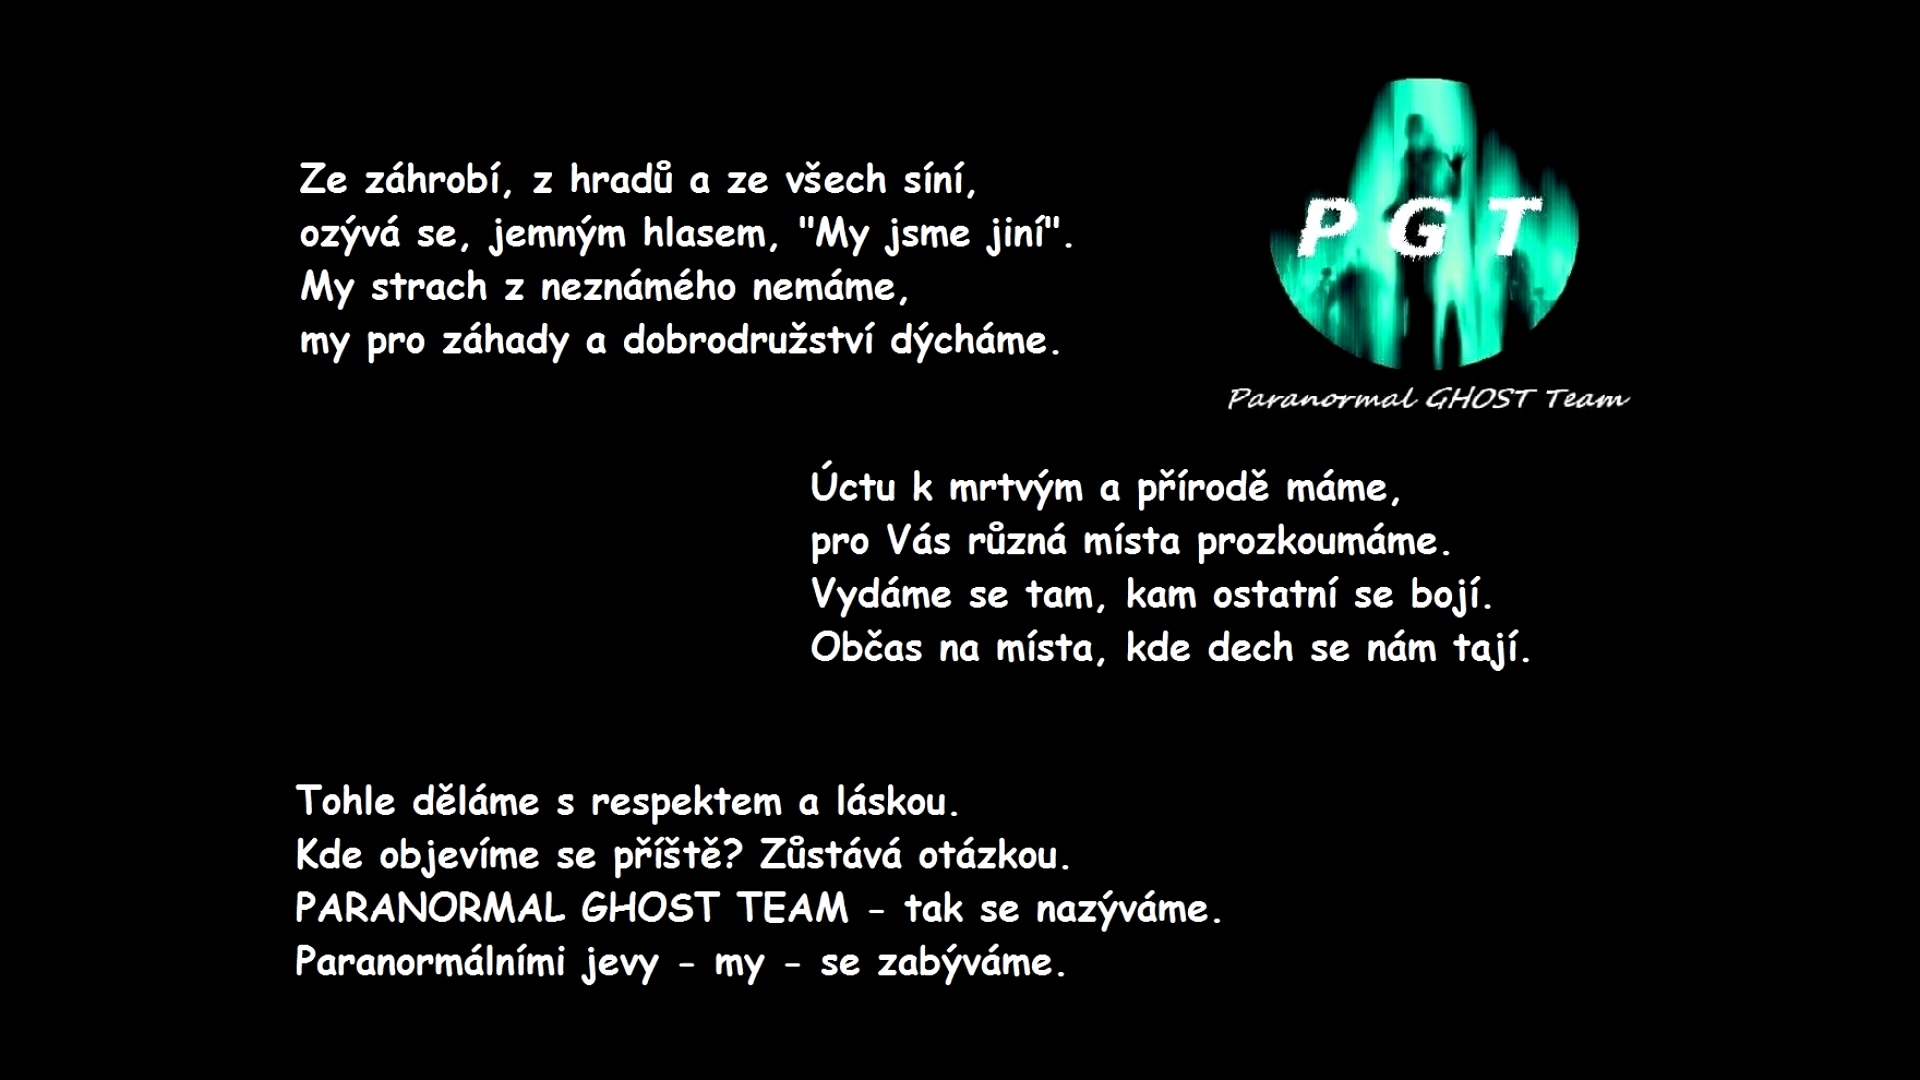 Ze záhrobí, z hradů a ze všech síní,
ozývá se, jemným hlasem, "My jsme jiní".
My strach z neznámého nemáme,
my pro záhady a dobrodružství dýcháme.
PGT
Paranormal GHOST Team
Úctu k mrtvým a přírodě máme,
pro Vás různá místa prozkoumáme.
Vydáme se tam, kam ostatní se bojí.
Občas na místa, kde dech se nám tají.
Tohle děláme s respektem a láskou.
Kde objevíme se příště? Zůstává otázkou.
PARANORMAL GHOST TEAM - tak se nazýváme.
Paranormálními jevy - my - se zabýváme.